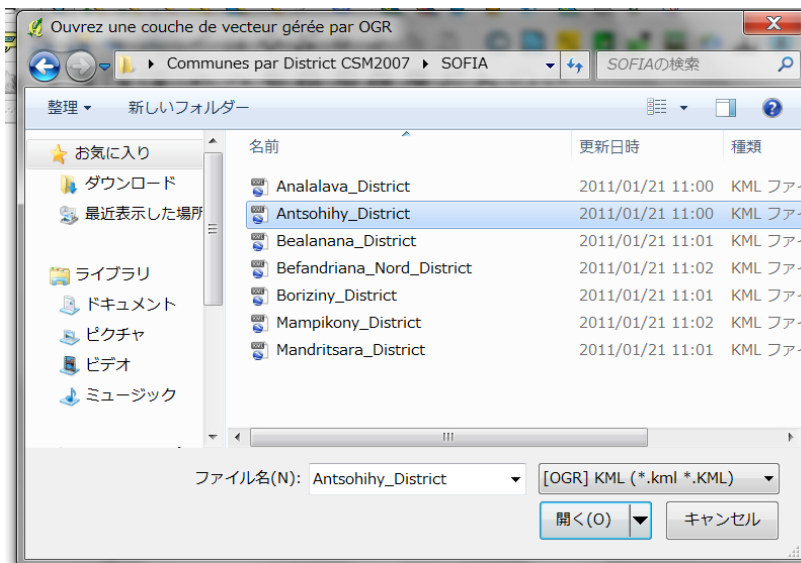 Ouvrez une couche de vecteur gérée par OGR
Communes par District CSM2007 SOFIA SOFIAの検索
整理 新しいフォルダー
お気に入り
ダウンロード
最近表示した場所
ライブラリ
ドキュメント
ピクチャ
ビデオ
ミュージック
名前 更新日時 種類
Analalava_District 2011/01/21 11:00 KML ファ
Antsohihy_District 2011/01/21 11:00 KML ファ
Bealanana_District 2011/01/21 11:01 KML ファ
Befandriana_Nord_District 2011/01/21 11:02 KML ファ
Boriziny_District 2011/01/21 11:01 KML ファ
Mampikony_District 2011/01/21 11:02 KML ファ
Mandritsara_District 2011/01/21 11:01 KML ファ
ファイル名(N): Antsohihy_District [OGR] KML (*.kml *.KML)
開く(O) キャンセル